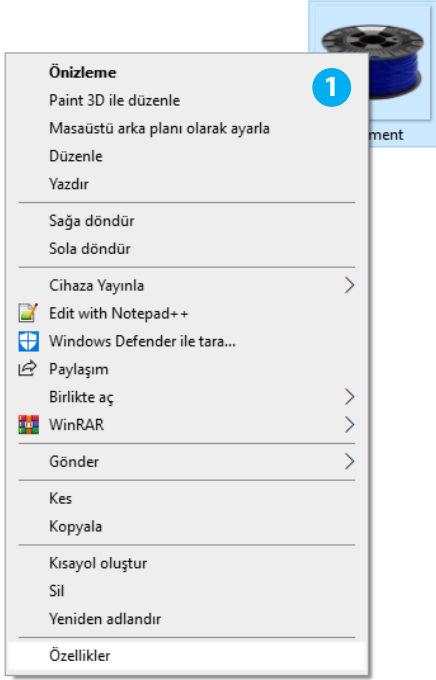 Önizleme
1
Paint 3D ile düzenle
Masaüstü arka planı olarak ayarla
ment
Düzenle
Yazdır
Sağa döndür
Sola döndür
Cihaza Yayınla
Edit with Notepad++
Windows Defender ile tara...
Paylaşım
Birlikte aç
WinRAR
Gönder
Kes
Kopyala
Kısayol oluştur
Sil
Yeniden adlandır
Özellikler